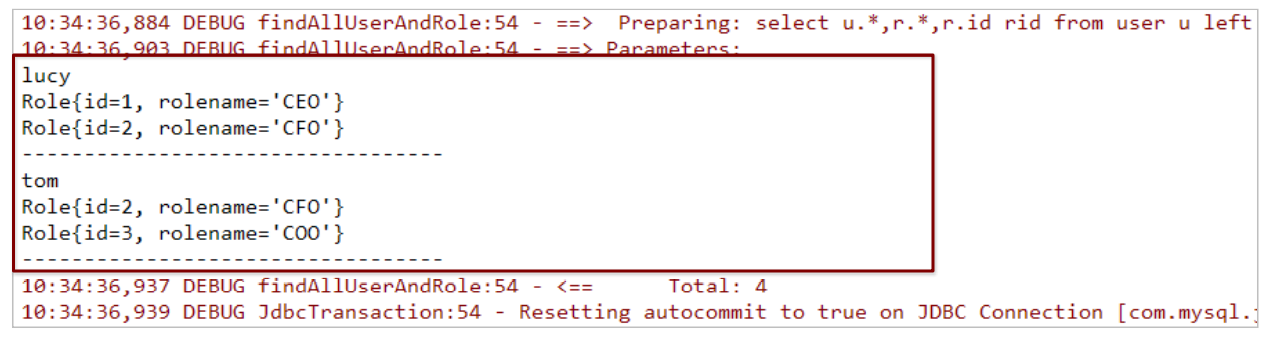 10:34:36,884 DEBUG findAllUserAndRole:54 - ==>  Preparing: select u.*,r.*,r.id rid from user u left
10:34:36,903 DEBUG findAllUserAndRole:54 - ==> Parameters:
lucy
Role{id=1, rolename='CEO'}
Role{id=2, rolename='CFO'}
----------------------------------
tom
Role{id=2, rolename='CFO'}
Role{id=3, rolename='COO'}
----------------------------------
10:34:36,937 DEBUG findAllUserAndRole:54 - <==      Total: 4
10:34:36,939 DEBUG JdbcTransaction:54 - Resetting autocommit to true on JDBC Connection [com.mysql.j